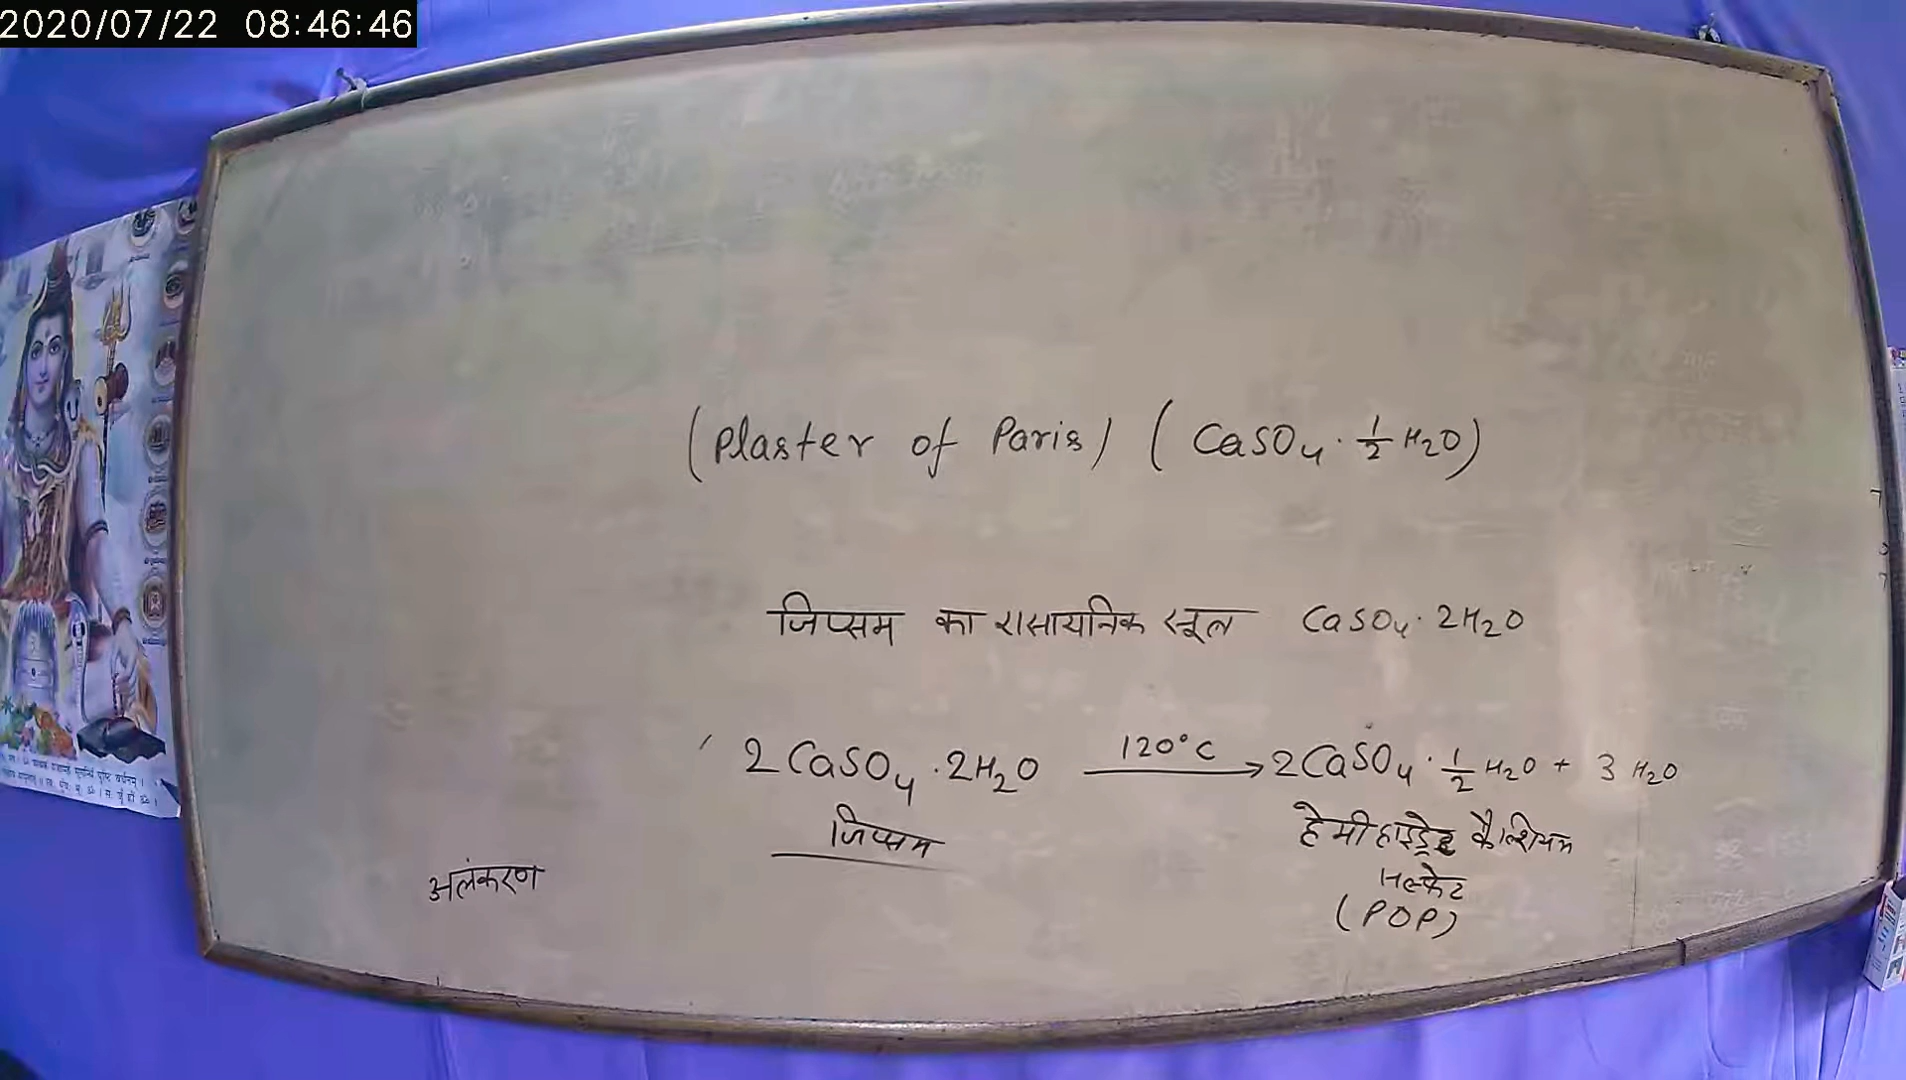 2020/07/22 08:46:46
(Plaster of Paris) (CaSO₄·½H₂O)
जिप्सम का रासायनिक सूत्र CaSO₄·2H₂O
2CaSO₄·2H₂O 120°C→ 2CaSO₄·½H₂O + 3H₂O
जिप्सम
हेमीहाइड्रेट कैल्शियम
सल्फेट
(POP)
अलंकरण